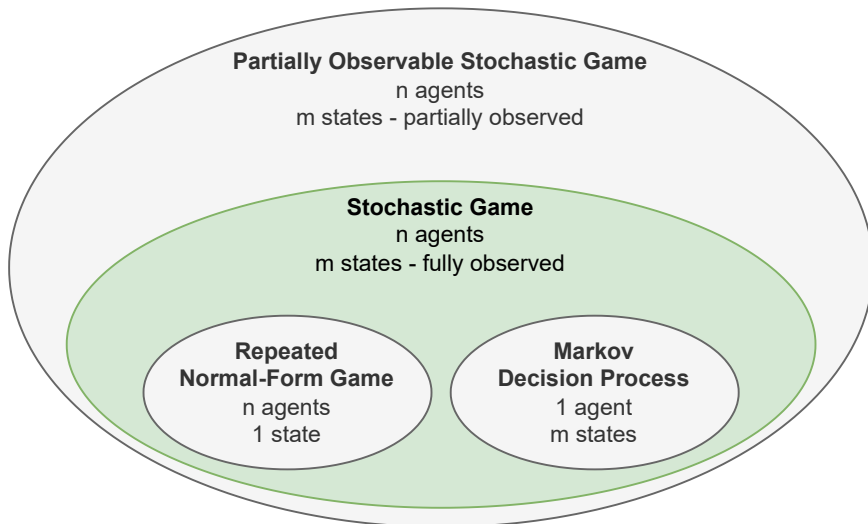 Partially Observable Stochastic Game
n agents
m states - partially observed
Stochastic Game
n agents
m states - fully observed
Repeated
Normal-Form Game
n agents
1 state
Markov
Decision Process
1 agent
m states